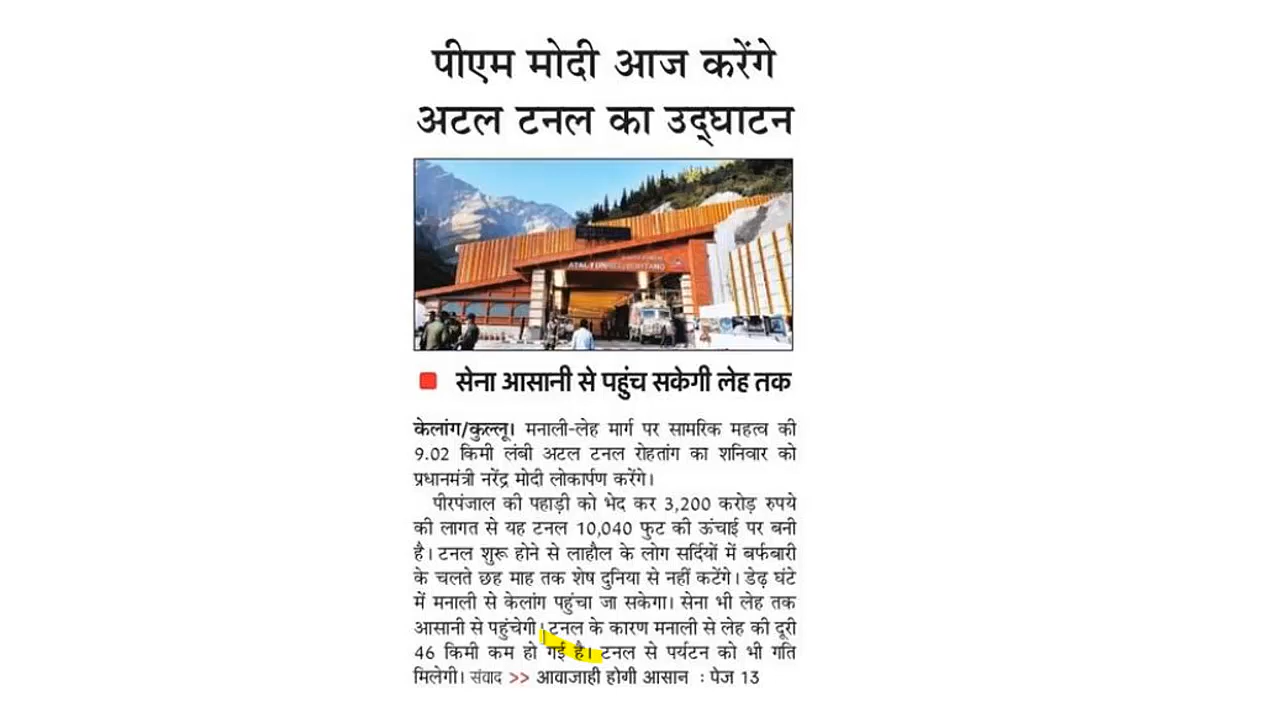 पीएम मोदी आज करेंगे
अटल टनल का उद्‌घाटन
ATAL TUNNEL ROHTANG
सेना आसानी से पहुंच सकेगी लेह तक
केलांग/कुल्लू। मनाली-लेह मार्ग पर सामरिक महत्व की
9.02 किमी लंबी अटल टनल रोहतांग का शनिवार को
प्रधानमंत्री नरेंद्र मोदी लोकार्पण करेंगे।
पीरपंजाल की पहाड़ी को भेद कर 3,200 करोड़ रुपये
की लागत से यह टनल 10,040 फुट की ऊंचाई पर बनी
है। टनल शुरू होने से लाहौल के लोग सर्दियों में बर्फबारी
के चलते छह माह तक शेष दुनिया से नहीं कटेंगे। डेढ़ घंटे
में मनाली से केलांग पहुंचा जा सकेगा। सेना भी लेह तक
आसानी से पहुंचेगी। टनल के कारण मनाली से लेह की दूरी
46 किमी कम हो गई है। टनल से पर्यटन को भी गति
मिलेगी। संवाद >> आवाजाही होगी आसान : पेज 13